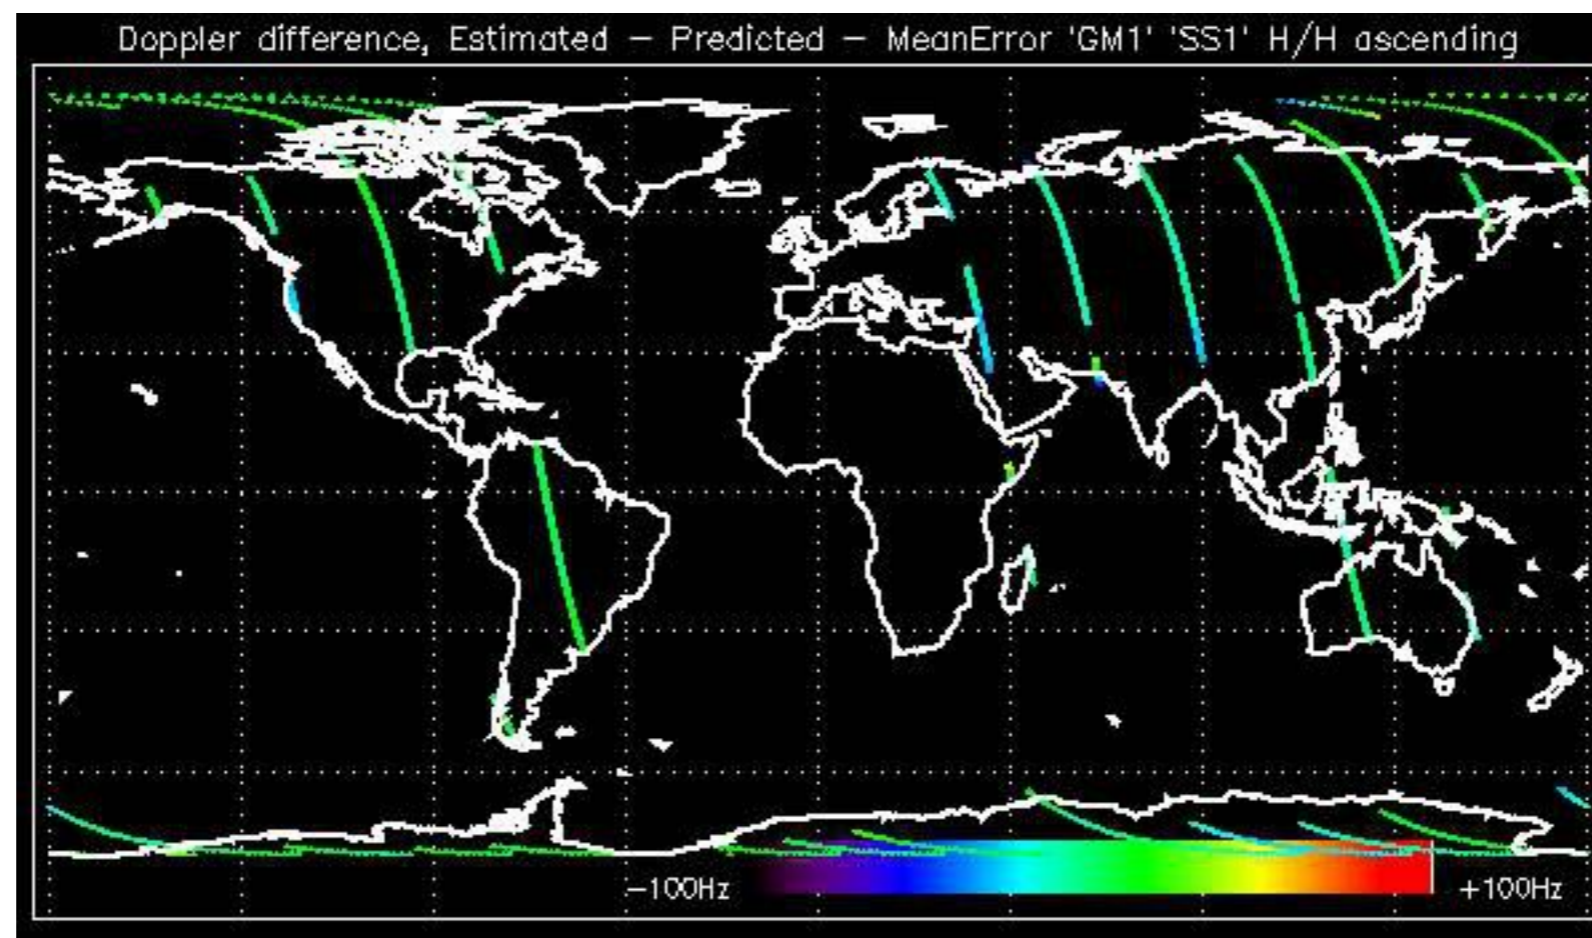 Doppler difference, Estimated - Predicted - MeanError 'GM1' 'SS1' H/H ascending
-100Hz +100Hz